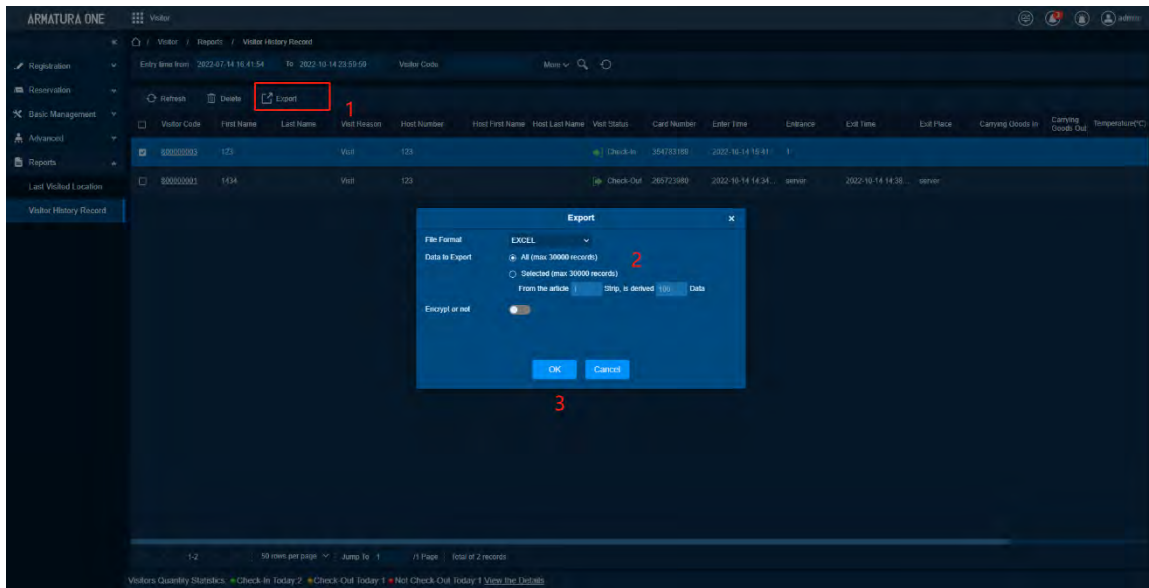 ARMATURA ONE
Visitor
admin
/ Visitor / Reports / Visitor History Record
Registration
Reservation
Basic Management
Advanced
Reports
Last Visited Location
Visitor History Record
Entry time from 2022-07-14 16:41:54 To 2022-10-14 23:59:59 Visitor Code More
Refresh Delete Export
1
Visitor Code First Name Last Name Visit Reason Host Number Host First Name Host Last Name Visit Status Card Number Enter Time Entrance Exit Time Exit Place Carrying Goods In Carrying Goods Out Temperature(°C)
123 Visit 123 Check-In 2022-10-14 16:41 1
1434 Visit 123 Check-Out 265723980 2022-10-14 14:34... server 2022-10-14 14:38... server
Export x
File Format EXCEL
Data to Export All (max 30000 records)
2
Selected (max 30000 records)
From the article 1 Strip, is derived 100 Data
Encrypt or not
OK Cancel
3
1-2 50 rows per page Jump To 1 /1 Page Total of 2 records
Visitors Quantity Statistics: Check-In Today:2 Check-Out Today:1 Not Check-Out Today:1 View the Details